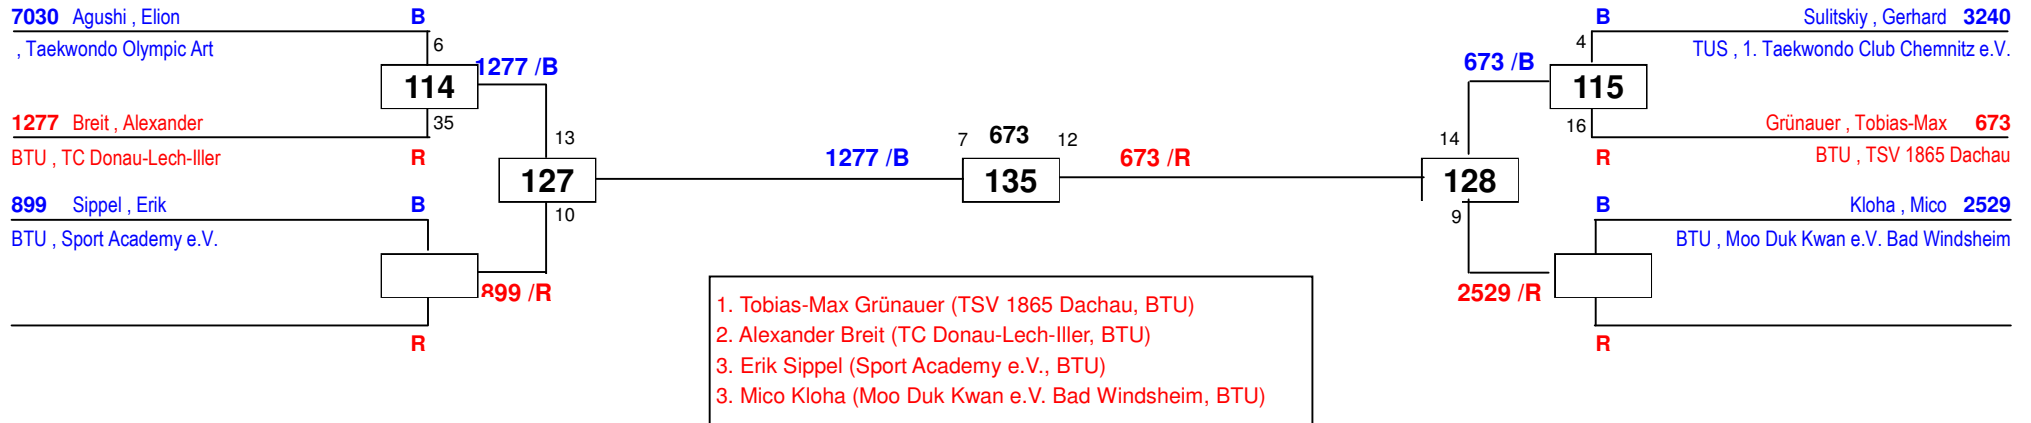 7030 Agushi , Elion B
, Taekwondo Olympic Art
6
114
1277 /B
35
1277 Breit , Alexander
BTU , TC Donau-Lech-Iller R
13
127
10
899 Sippel , Erik B
BTU , Sport Academy e.V.
899 /R
R
1277 /B
7 673 12
135
673 /R
B Sulitskiy , Gerhard 3240
4
TUS , 1. Taekwondo Club Chemnitz e.V.
673 /B
115
16
Grünauer , Tobias-Max 673
R BTU , TSV 1865 Dachau
14
128
9
B Kloha , Mico 2529
BTU , Moo Duk Kwan e.V. Bad Windsheim
2529 /R
R
1. Tobias-Max Grünauer (TSV 1865 Dachau, BTU)
2. Alexander Breit (TC Donau-Lech-Iller, BTU)
3. Erik Sippel (Sport Academy e.V., BTU)
3. Mico Kloha (Moo Duk Kwan e.V. Bad Windsheim, BTU)